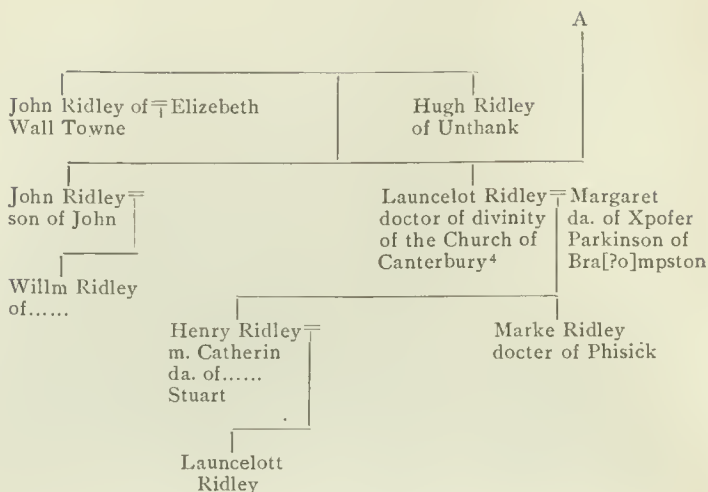 A
John Ridley of Elizebeth
Wall Towne
Hugh Ridley
of Unthank
John Ridley
son of John
Launcelot Ridley
doctor of divinity
of the Church of
Canterbury⁴
Margaret
da. of Xpofer
Parkinson of
Bra[?o]mpston
Willm Ridley
of......
Henry Ridley
m. Catherin
da. of......
Stuart
Marke Ridley
docter of Phisick
Launcelott
Ridley